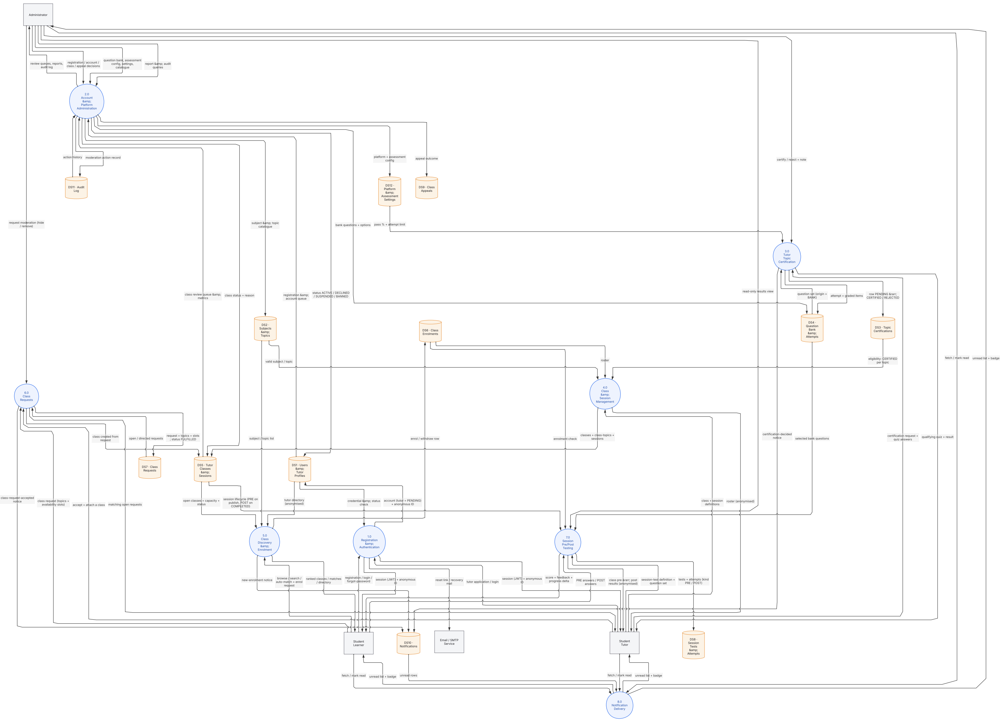 Administrator
review queues, reports,
audit log
registration / account /
class / appeal decisions
question bank, assessment
config, settings,
catalogue
report &amp; audit
queries
2.0
Account
&amp;
Platform
Administration
action history
moderation action record
platform + assessment
config
appeal outcome
certify / reject + note
DS11 · Audit
Log
DS12 ·
Platform
&amp;
Assessment
Settings
DS9 · Class
Appeals
request moderation (hide
/ remove)
subject &amp; topic
catalogue
bank questions + options
pass % + attempt limit
3.0
Tutor
Topic
Certification
class review queue &amp;
metrics
class status + reason
registration &amp;
account queue
status ACTIVE / DECLINED
/ SUSPENDED / BANNED
read-only results view
question set (origin =
BANK)
attempt + graded items
row PENDING &rarr;
CERTIFIED / REJECTED
DS2 ·
Subjects
&amp;
Topics
DS6 · Class
Enrolments
DS4 ·
Question
Bank
&amp;
Attempts
DS3 · Topic
Certifications
valid subject / topic
roster
eligibility: CERTIFIED
per topic
fetch / mark read
unread list + badge
6.0
Class
Requests
4.0
Class
&amp;
Session
Management
class created from
request
open / directed requests
request + topics + slots
; status FULFILLED
subject / topic list
enrol / withdraw row
enrolment check
classes + class-topics +
sessions
certification-decided
notice
selected bank questions
certification request +
quiz answers
qualifying quiz + result
DS7 · Class
Requests
DS5 · Tutor
Classes
&amp;
Sessions
DS1 · Users
&amp;
Tutor
Profiles
class-request-accepted
notice
class request (topics +
availability slots)
accept + attach a class
matching open requests
open classes + capacity +
status
session lifecycle (PRE on
publish, POST on
COMPLETED)
tutor directory
(anonymised)
credential &amp; status
check
account (tutor = PENDING)
+ anonymous ID
class + session
definitions
roster (anonymised)
5.0
Class
Discovery
&amp;
Enrolment
1.0
Registration
&amp;
Authentication
7.0
Session
Pre/Post
Testing
new-enrolment notice
browse / search /
auto-match + enrol
request
ranked classes / matches
/ directory
registration / login /
forgot-password
session (JWT) + anonymous
ID
reset link / recovery
mail
tutor application / login
session (JWT) + anonymous
ID
score + feedback +
progress delta
PRE answers / POST
answers
class pre &rarr; post
results (anonymised)
session-test definition +
question set
tests + attempts (kind
PRE / POST)
Student
Learner
DS10 ·
Notifications
Email / SMTP
Service
Student
Tutor
DS8 ·
Session
Tests
&amp;
Attempts
fetch / mark read
unread list + badge
unread rows
fetch / mark read
unread list + badge
8.0
Notification
Delivery